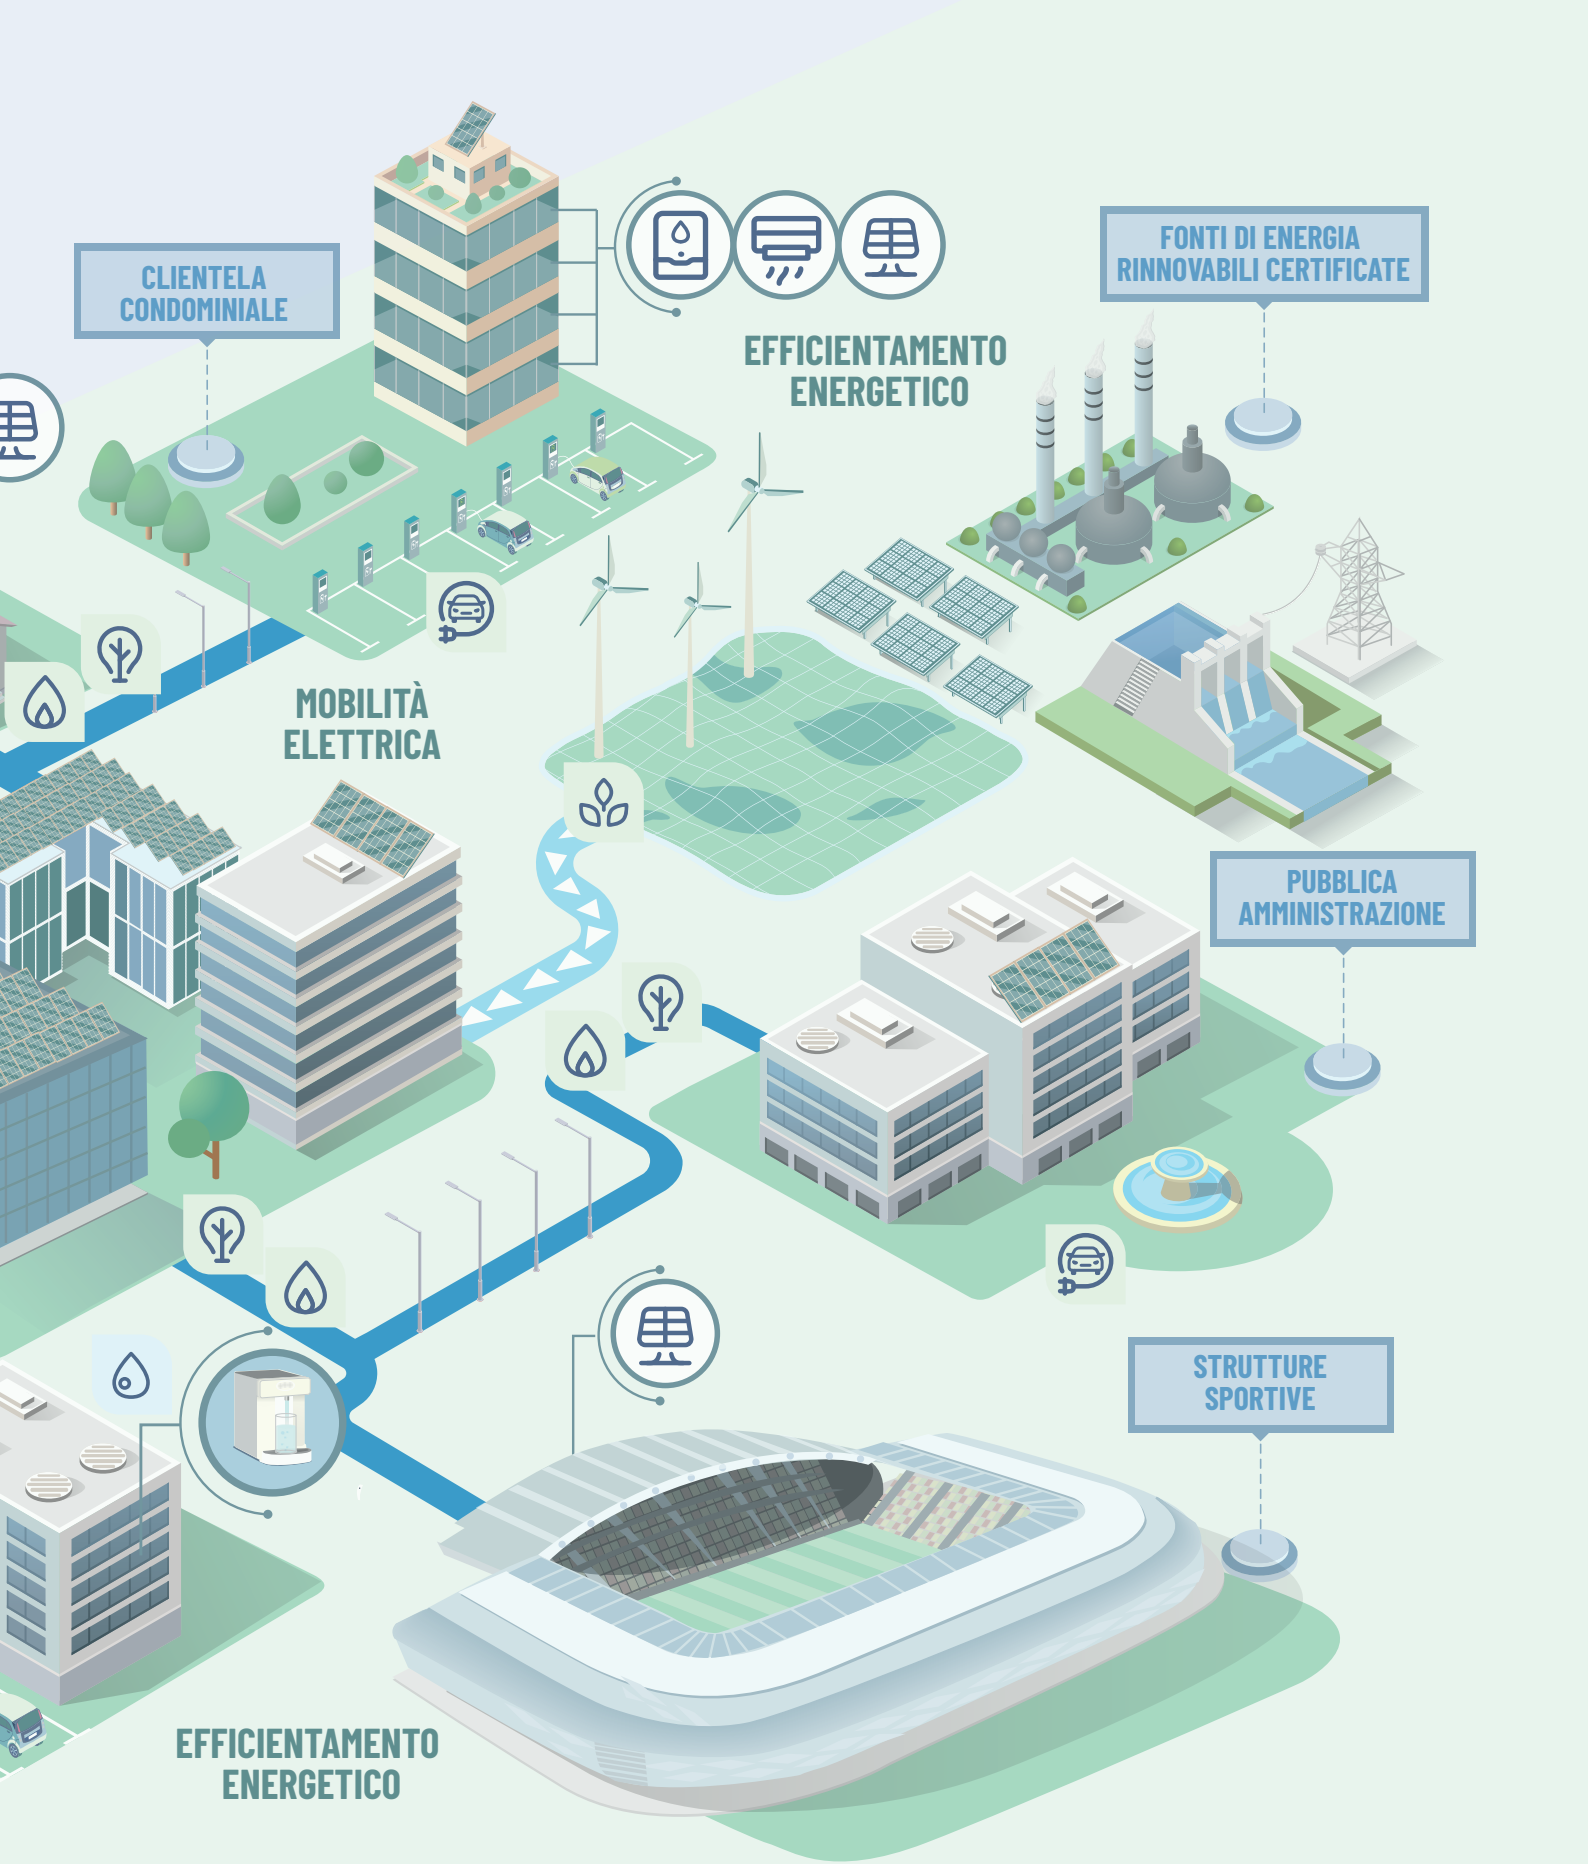 FONTI DI ENERGIA
RINNOVABILI CERTIFICATE
CLIENTELA
CONDOMINIALE
EFFICIENTAMENTO
ENERGETICO
MOBILITÀ
ELETTRICA
PUBBLICA
AMMINISTRAZIONE
STRUTTURE
SPORTIVE
EFFICIENTAMENTO
ENERGETICO